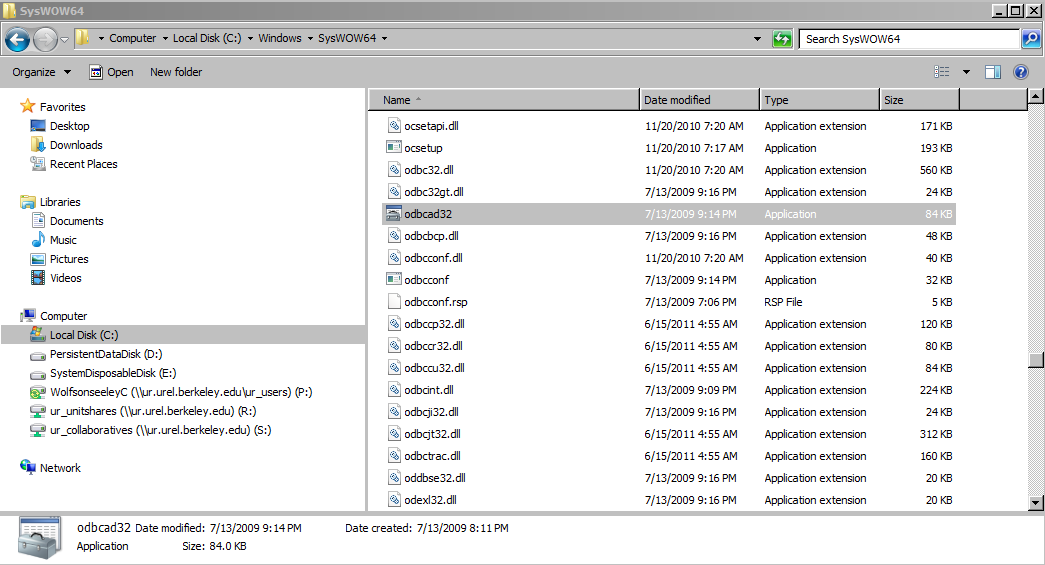 SysWOW64
Computer Local Disk (C:) Windows SysWOW64 Search SysWOW64
Organize Open New folder
Favorites
Desktop
Downloads
Recent Places
Libraries
Documents
Music
Pictures
Videos
Computer
Local Disk (C:)
PersistentDataDisk (D:)
SystemDisposableDisk (E:)
WolfsonseeleyC (\\ur.urel.berkeley.edu\ur_users) (P:)
ur_unitshares (\\ur.urel.berkeley.edu) (R:)
ur_collaboratives (\\ur.urel.berkeley.edu) (S:)
Network
Name Date modified Type Size
ocsetapi.dll 11/20/2010 7:20 AM Application extension 171 KB
ocsetup 11/20/2010 7:17 AM Application 193 KB
odbc32.dll 11/20/2010 7:20 AM Application extension 560 KB
odbc32gt.dll 7/13/2009 9:16 PM Application extension 24 KB
odbcad32 7/13/2009 9:14 PM Application 84 KB
odbcbcp.dll 7/13/2009 9:16 PM Application extension 48 KB
odbcconf.dll 11/20/2010 7:20 AM Application extension 40 KB
odbcconf 7/13/2009 9:14 PM Application 32 KB
odbcconf.rsp 7/13/2009 7:06 PM RSP File 5 KB
odbccp32.dll 6/15/2011 4:55 AM Application extension 120 KB
odbccr32.dll 6/15/2011 4:55 AM Application extension 80 KB
odbccu32.dll 6/15/2011 4:55 AM Application extension 84 KB
odbcint.dll 7/13/2009 9:09 PM Application extension 224 KB
odbcji32.dll 7/13/2009 9:16 PM Application extension 24 KB
odbcjt32.dll 6/15/2011 4:55 AM Application extension 312 KB
odbctrac.dll 6/15/2011 4:55 AM Application extension 160 KB
oddbse32.dll 7/13/2009 9:16 PM Application extension 20 KB
odexl32.dll 7/13/2009 9:16 PM Application extension 20 KB
odbcad32 Date modified: 7/13/2009 9:14 PM Date created: 7/13/2009 8:11 PM
Application Size: 84.0 KB